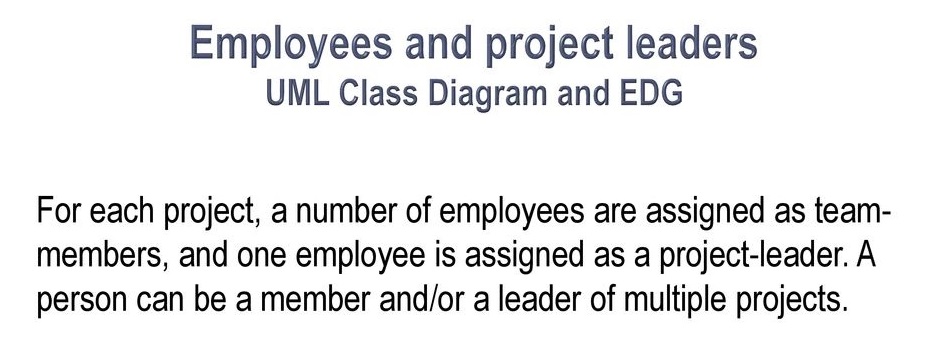 Employees and project leaders
UML Class Diagram and EDG
For each project, a number of employees are assigned as team-
members, and one employee is assigned as a project-leader. A
person can be a member and/or a leader of multiple projects.